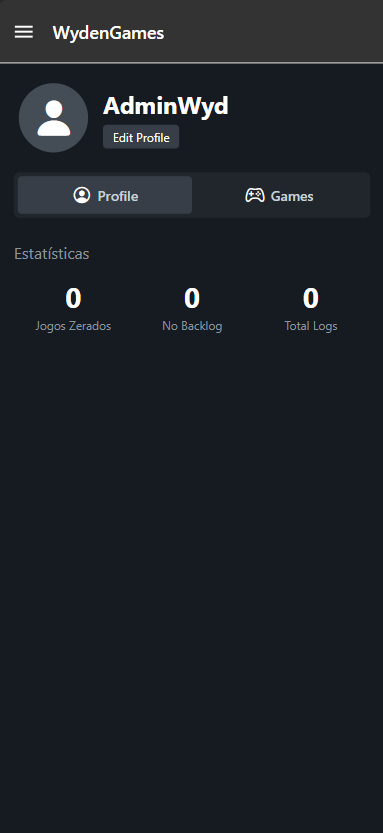 WydenGames
AdminWyd
Edit Profile
Profile Games
Estatísticas
0 0 0
Jogos Zerados No Backlog Total Logs